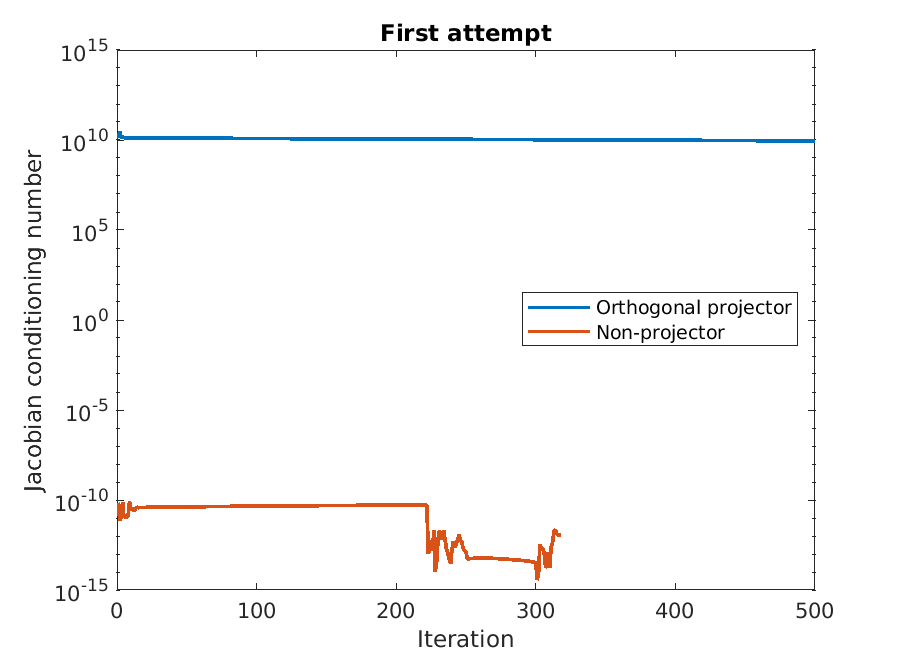 First attempt
10^15
10^10
10^5
10^0
10^-5
10^-10
10^-15
Jacobian conditioning number
Orthogonal projector
Non-projector
0
100
200
300
400
500
Iteration